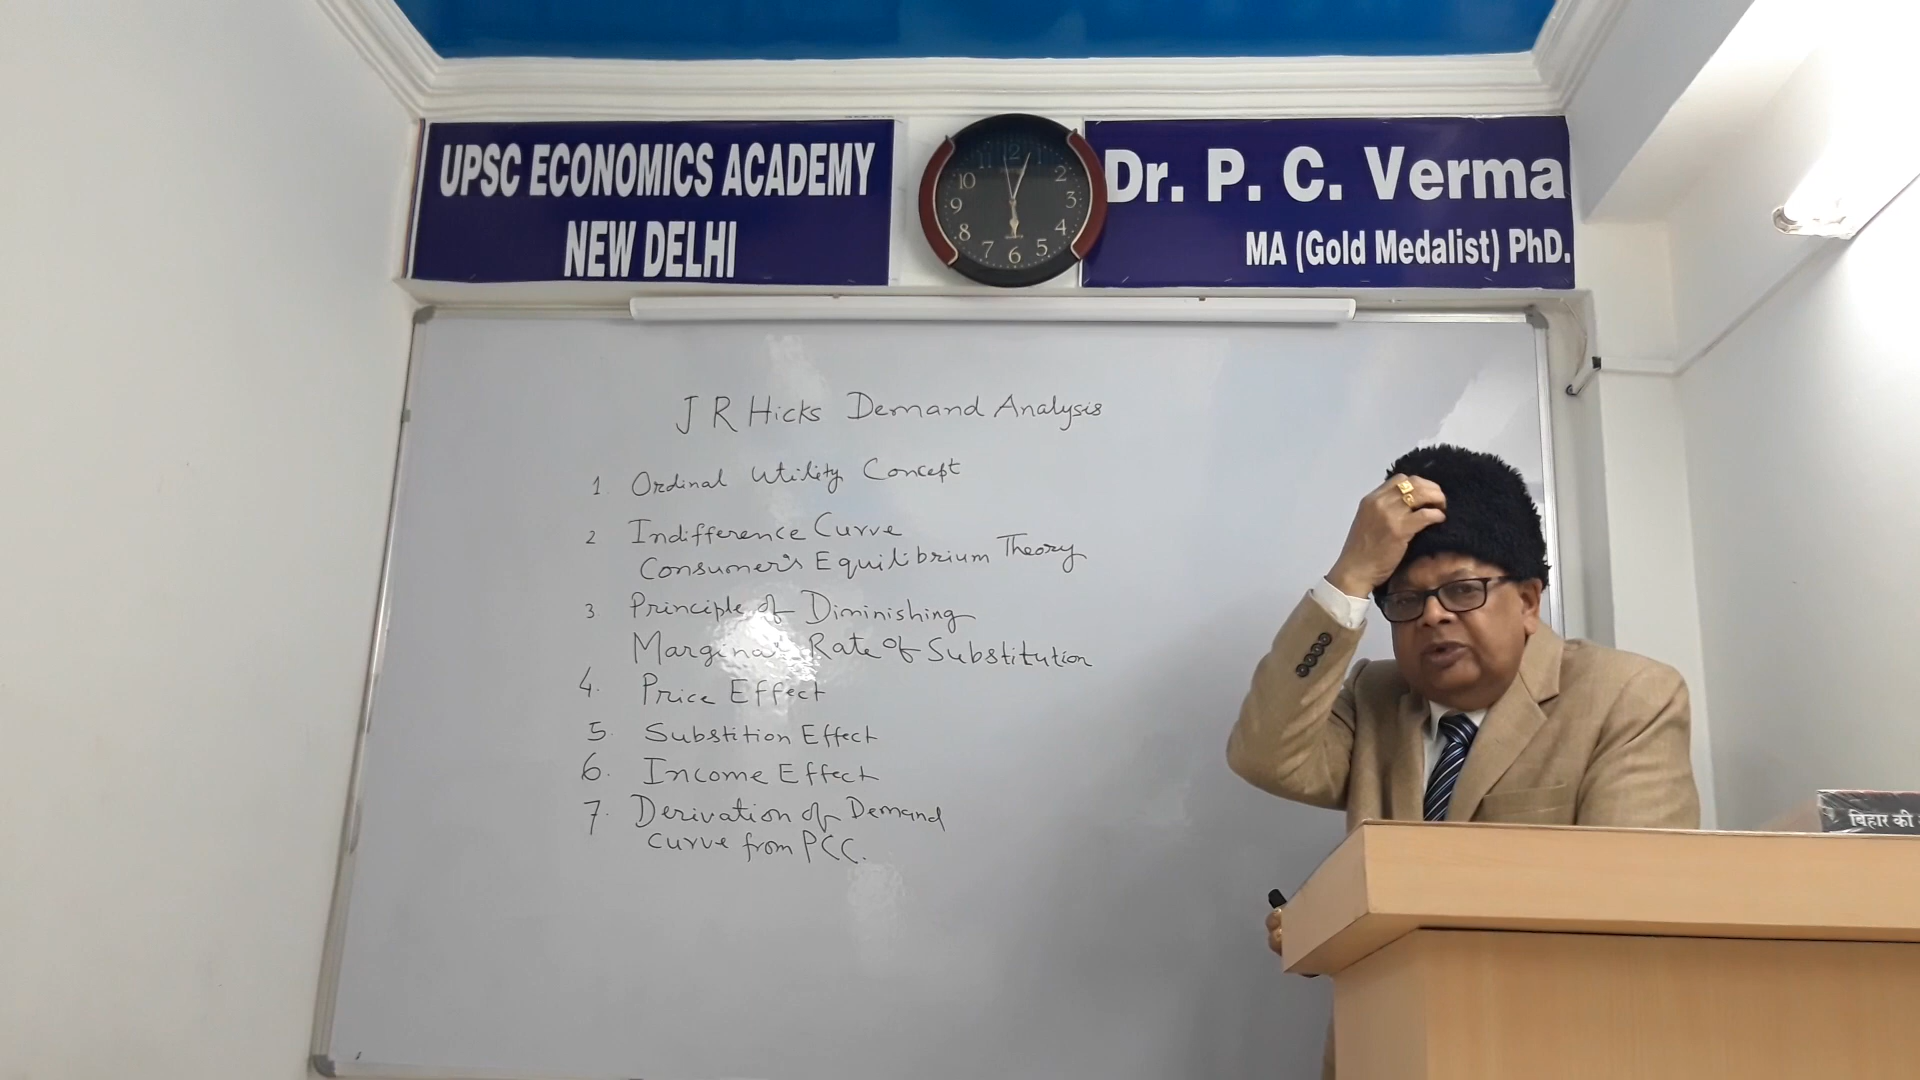 UPSC ECONOMICS ACADEMY
NEW DELHI
Dr. P. C. Verma
MA (Gold Medalist) PhD.
J R Hicks Demand Analysis
1. Ordinal Utility Concept
2 Indifference Curve
Consumer's Equilibrium Theory
3 Principle of Diminishing
Marginal Rate of Substitution
4. Price Effect
5. Substition Effect
6. Income Effect
7. Derivation of Demand
curve from PCC.
बिहार की